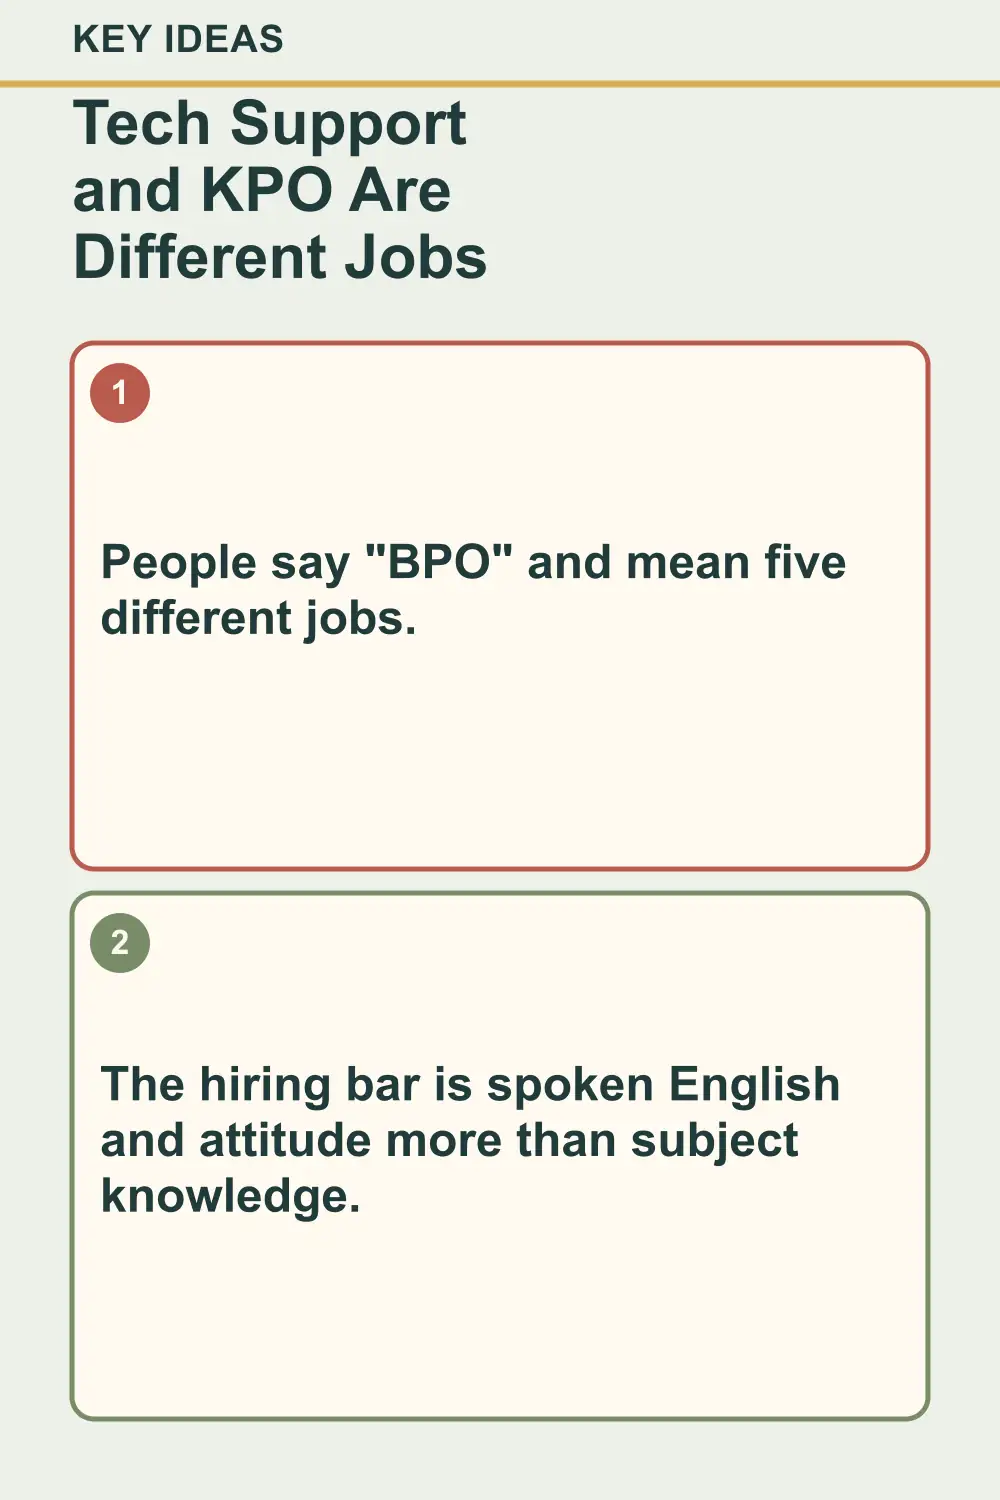 KEY IDEAS
Tech Support
and KPO Are
Different Jobs
1
People say "BPO" and mean five
different jobs.
2
The hiring bar is spoken English
and attitude more than subject
knowledge.